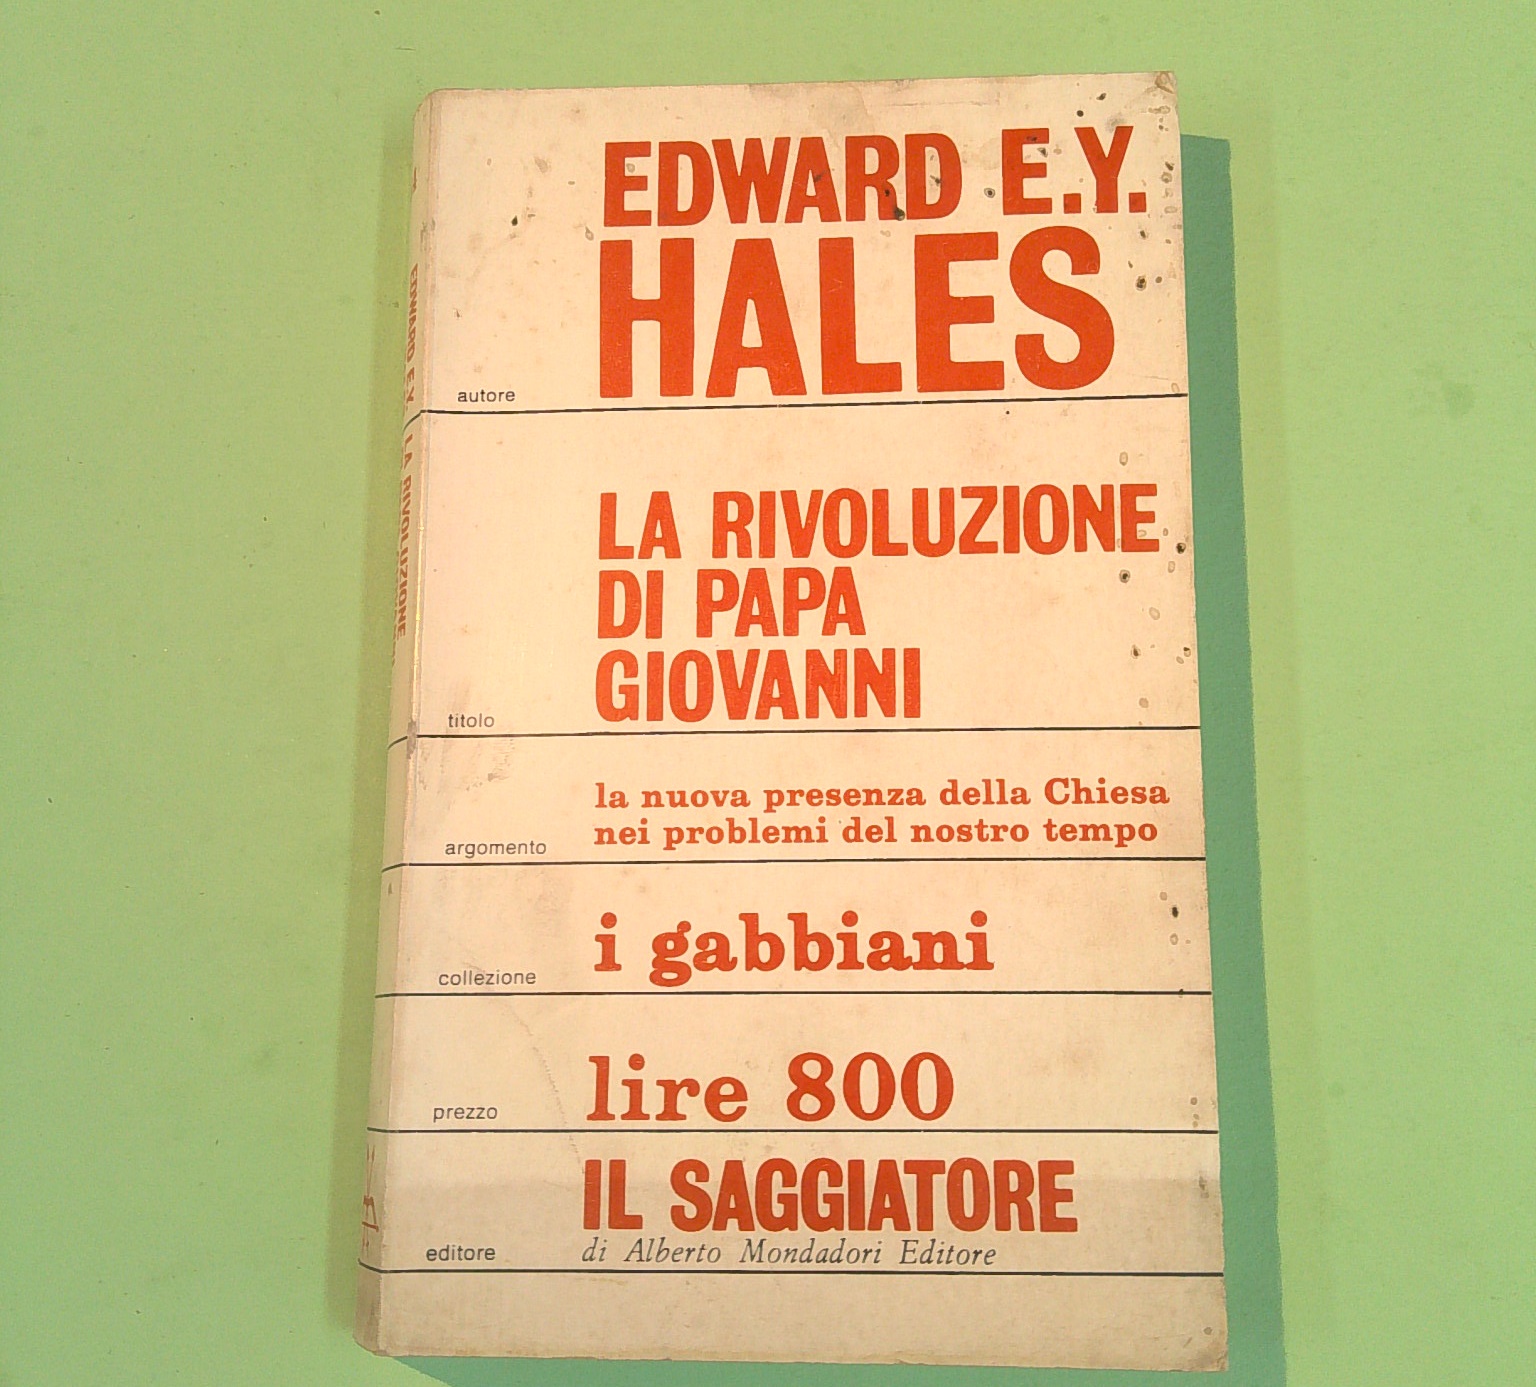 EDWARD E.Y.
HALES
autore
LA RIVOLUZIONE
DI PAPA
GIOVANNI
titolo
la nuova presenza della Chiesa
nei problemi del nostro tempo
argomento
i gabbiani
collezione
lire 800
prezzo
IL SAGGIATORE
di Alberto Mondadori Editore
editore
EDWARD E.Y.
LA RIVOLUZIONE